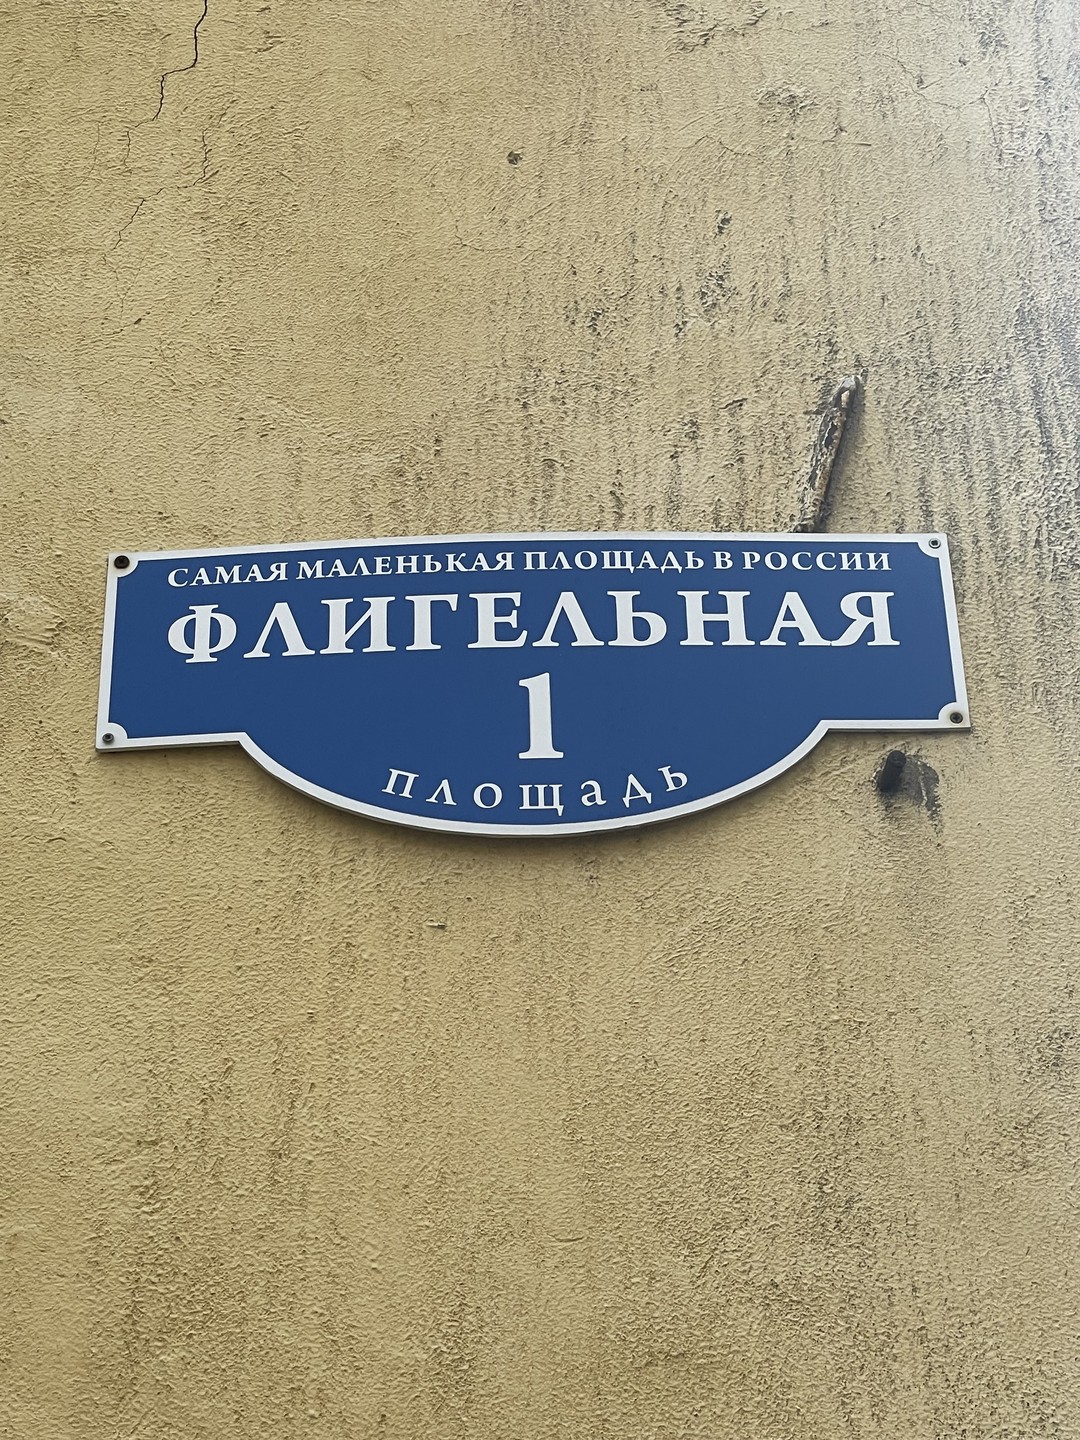 САМАЯ МАЛЕНЬКАЯ ПЛОЩАДЬ В РОССИИ
ФЛИГЕЛЬНАЯ
1
площадь